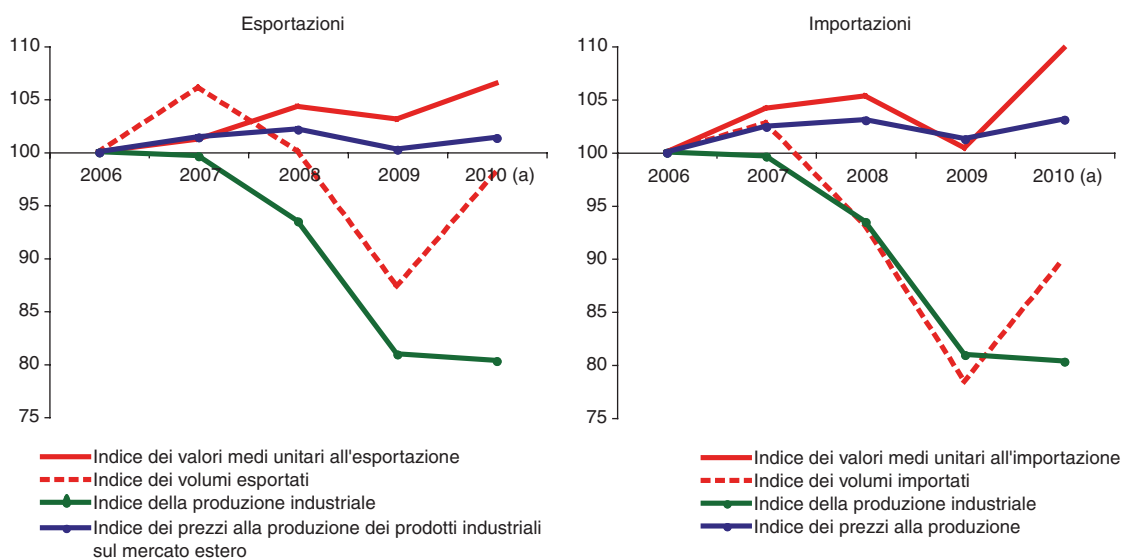 Esportazioni
110
105
100
95
90
85
80
75
2006 2007 2008 2009 2010 (a)
Indice dei valori medi unitari all'esportazione
Indice dei volumi esportati
Indice della produzione industriale
Indice dei prezzi alla produzione dei prodotti industriali
sul mercato estero
Importazioni
110
105
100
95
90
85
80
75
2006 2007 2008 2009 2010 (a)
Indice dei valori medi unitari all'importazione
Indice dei volumi importati
Indice della produzione industriale
Indice dei prezzi alla produzione